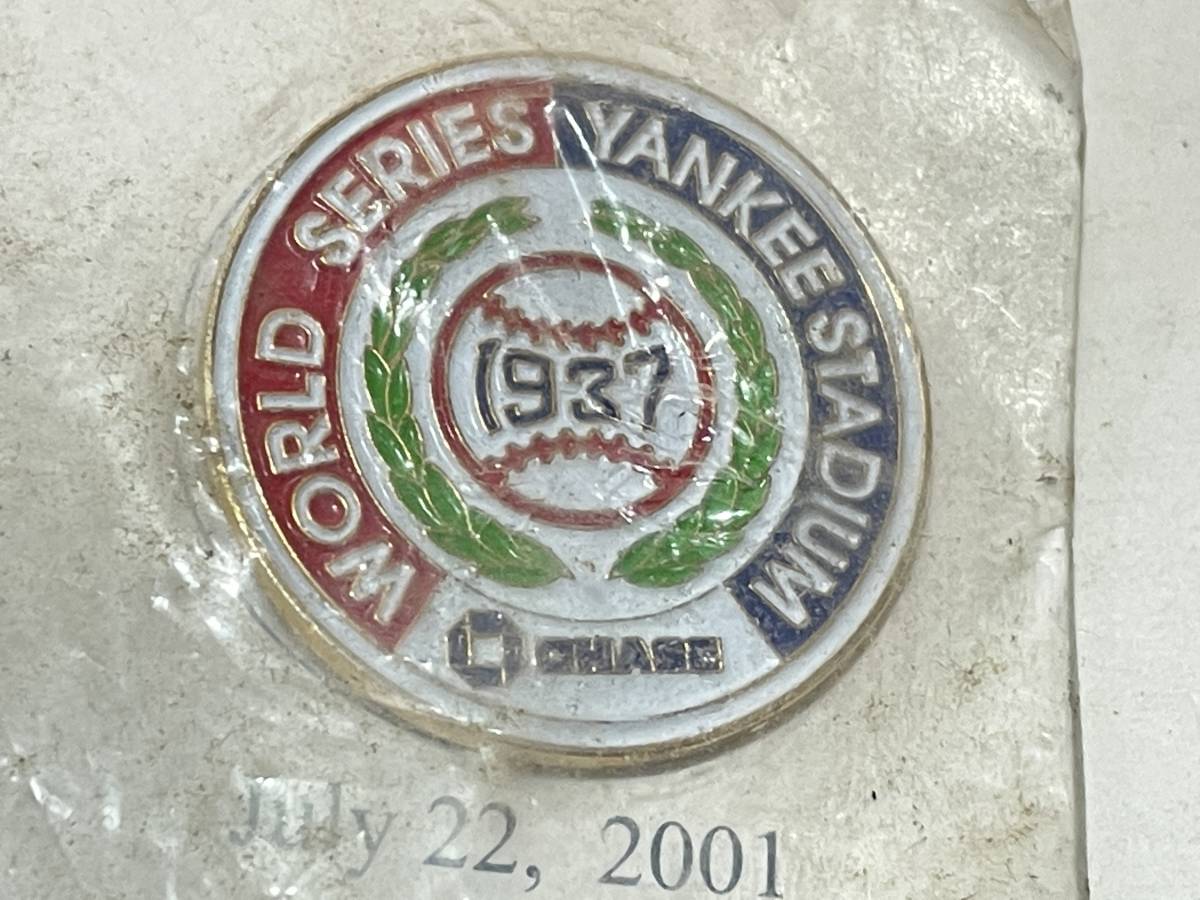 WORLD SERIES YANKEE STADIUM
1937
CHASE
July 22, 2001